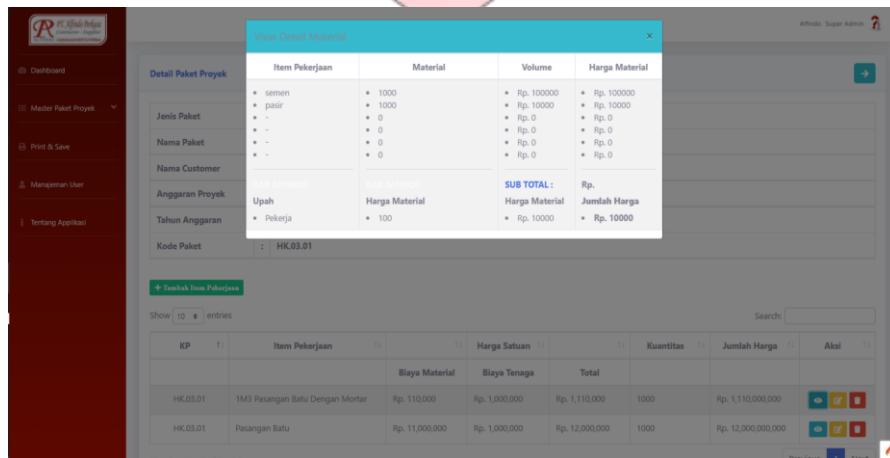 PT. Alfindo Perkasa
Alfindo Super Admin
Dashboard
Master Paket Proyek
Print & Save
Manajeman User
Tentang Applikasi
View Detail Material
×
Item Pekerjaan Material Volume Harga Material
semen 1000 Rp. 100000 Rp. 100000
pasir 1000 Rp. 10000 Rp. 10000
- 0 Rp. 0 Rp. 0
- 0 Rp. 0 Rp. 0
- 0 Rp. 0 Rp. 0
- 0 Rp. 0 Rp. 0
SUB TOTAL : Rp.
Upah Harga Material Harga Material Jumlah Harga
Pekerja 100 Rp. 10000 Rp. 10000
Detail Paket Proyek
Jenis Paket
Nama Paket
Nama Customer
Anggaran Proyek
Tahun Anggaran
Kode Paket : HK.03.01
+ Tambah Item Pekerjaan
Show 10 entries Search:
KP Item Pekerjaan Harga Satuan Kuantitas Jumlah Harga Aksi
Biaya Material Biaya Tenaga Total
HK.03.01 1M3 Pasangan Batu Dengan Mortar Rp. 110,000 Rp. 1,000,000 Rp. 1,110,000 1000 Rp. 1,110,000,000
HK.03.01 Pasangan Batu Rp. 11,000,000 Rp. 1,000,000 Rp. 12,000,000 1000 Rp. 12,000,000,000
Previous 1 Next